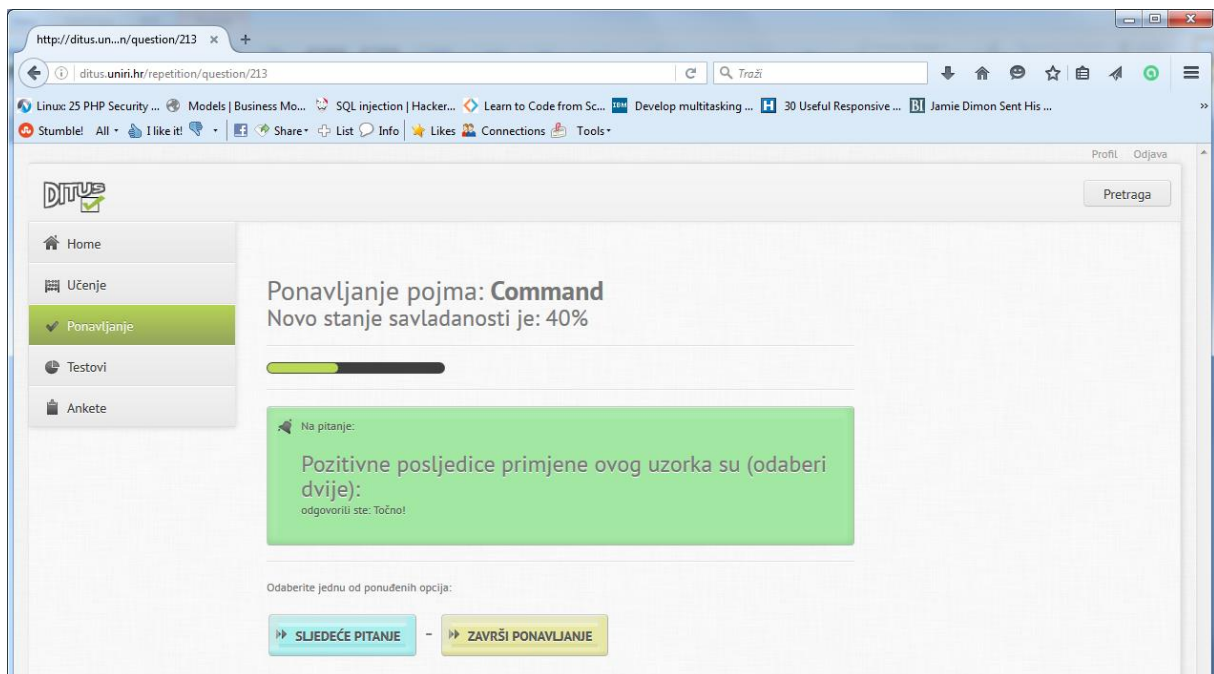 http://ditus.un...n/question/213
ditus.uniri.hr/repetition/question/213
Traži
Linux: 25 PHP Security ... Models | Business Mo... SQL injection | Hacker... Learn to Code from Sc... IBM Develop multitasking ... H 30 Useful Responsive ... BI Jamie Dimon Sent His ...
Stumble! All I like it! Share List Info Likes Connections Tools
Profil Odjava
DITUS
Pretraga
Home
Učenje
Ponavljanje
Testovi
Ankete
Ponavljanje pojma: Command
Novo stanje savladanosti je: 40%
Na pitanje:
Pozitivne posljedice primjene ovog uzorka su (odaberi
dvije):
odgovorili ste: Točno!
Odaberite jednu od ponuđenih opcija:
SLJEDEĆE PITANJE - ZAVRŠI PONAVLJANJE